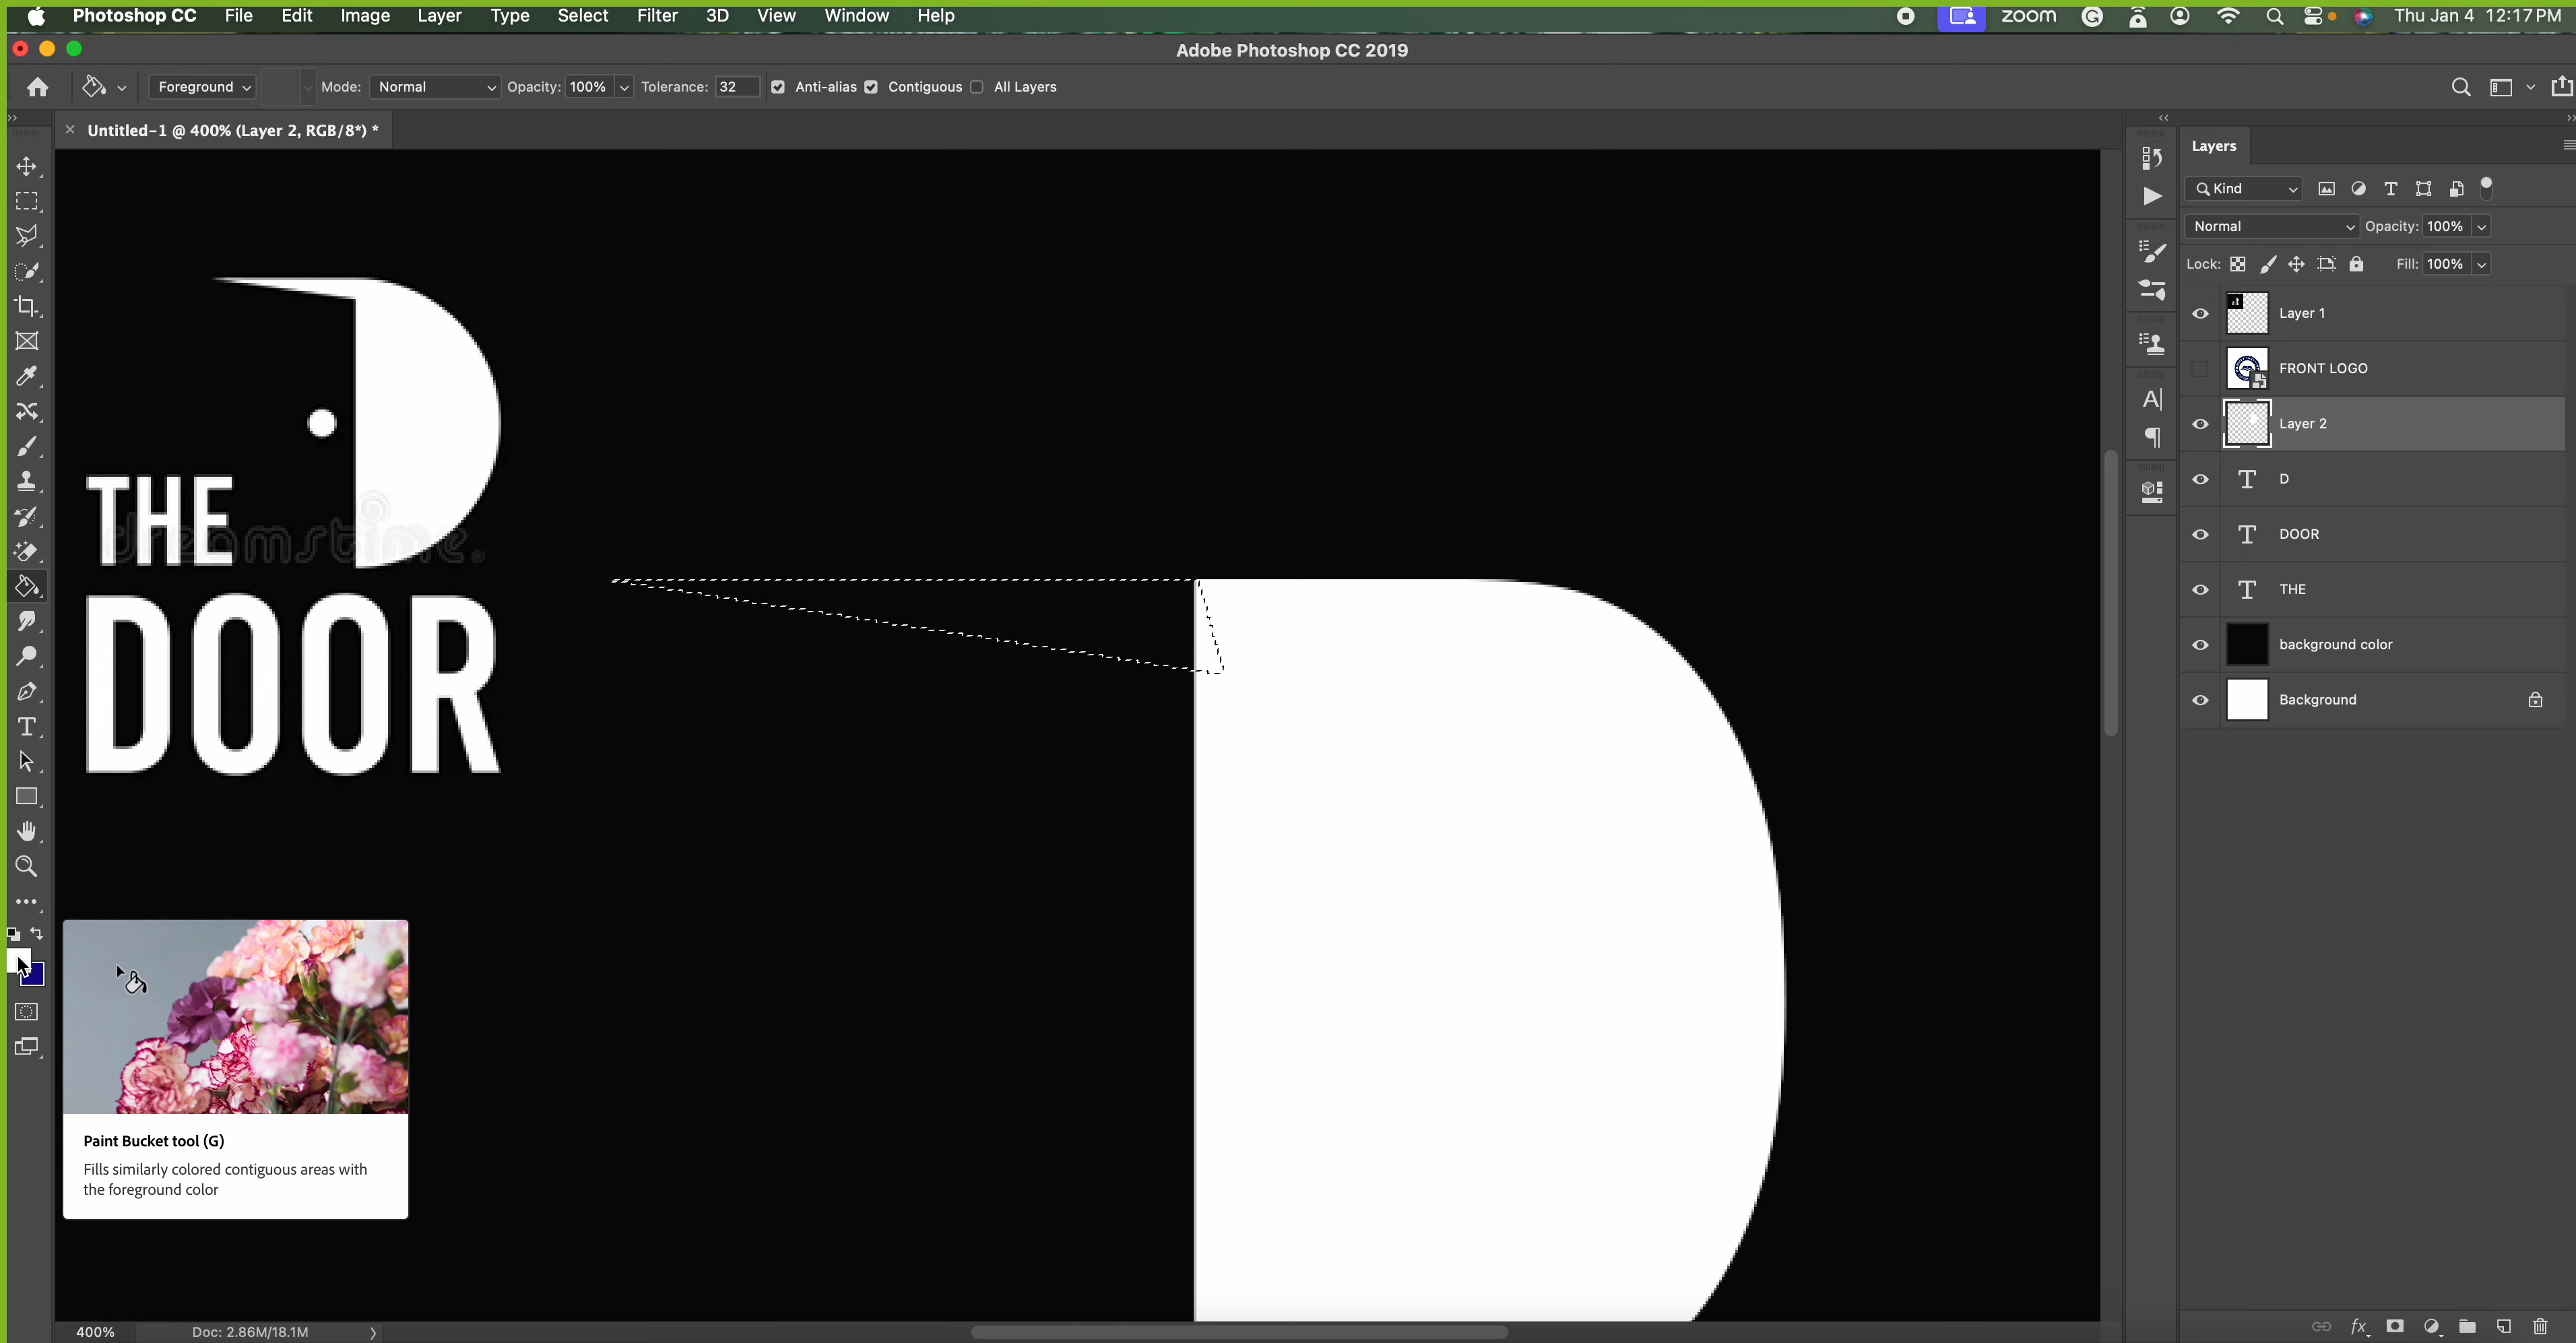 Photoshop CC File Edit Image Layer Type Select Filter 3D View Window Help zoom Thu Jan 4 12:17 PM
Adobe Photoshop CC 2019
Foreground Mode: Normal Opacity: 100% Tolerance: 32 Anti-alias Contiguous All Layers
× Untitled-1 @ 400% (Layer 2, RGB/8*) *
Layers
Kind
Normal Opacity: 100%
Lock: Fill: 100%
Layer 1
FRONT LOGO
Layer 2
D
DOOR
THE
background color
Background
THE
dreamstime.
DOOR
Paint Bucket tool (G)
Fills similarly colored contiguous areas with
the foreground color
400% Doc: 2.86M/18.1M
fx